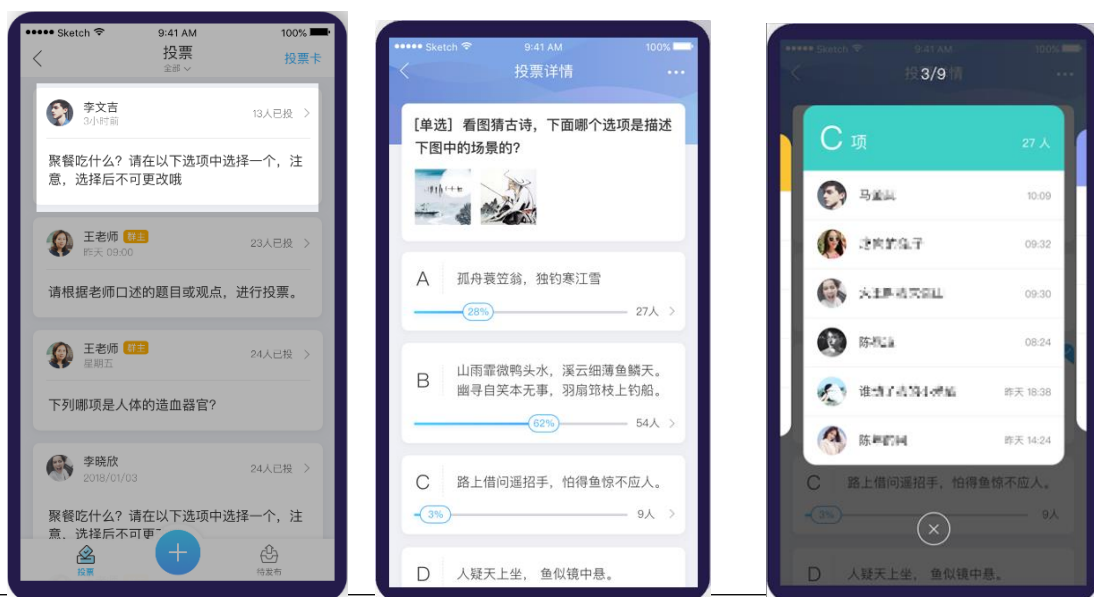 Sketch 9:41 AM 100%
投票 投票卡
全部
李文吉 13人已投
3小时前
聚餐吃什么？请在以下选项中选择一个，注
意，选择后不可更改哦
王老师 群主 23人已投
昨天 09:00
请根据老师口述的题目或观点，进行投票。
王老师 群主 24人已投
星期五
下列哪项是人体的造血器官?
李晓欣 24人已投
2018/01/03
聚餐吃什么？请在以下选项中选择一个，注
意，选择后不可更
投票 待发布
Sketch 9:41 AM 100%
投票详情
[单选] 看图猜古诗，下面哪个选项是描述
下图中的场景的?
A 孤舟蓑笠翁，独钓寒江雪
28% 27人
B 山雨霏微鸭头水，溪云细薄鱼鳞天。
幽寻自笑本无事，羽扇筇枝上钓船。
62% 54人
C 路上借问遥招手，怕得鱼惊不应人。
3% 9人
D 人疑天上坐， 鱼似镜中悬。
Sketch 9:41 AM 100%
3/9
C 项 27 人
10:09
09:32
09:30
08:24
昨天 18:38
昨天 14:24
C 路上借问遥招手，怕得鱼惊不应人。
3% 9人
D 人疑天上坐， 鱼似镜中悬。